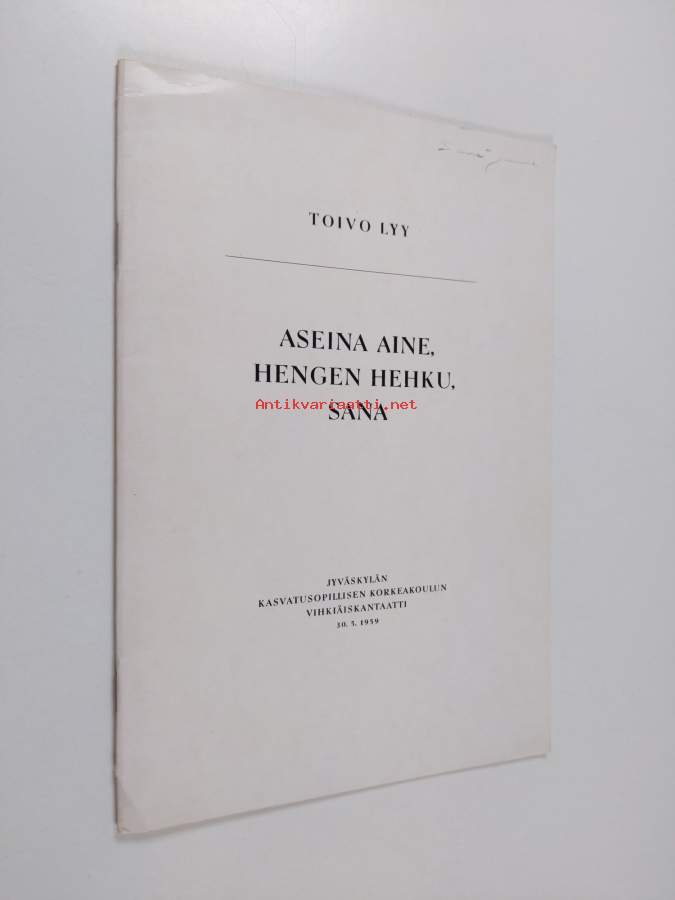 TOIVO LYY
ASEINA AINE,
HENGEN HEHKU,
Antikvariaatti.net
SANA
JYVÄSKYLÄN
KASVATUSOPILLISEN KORKEAKOULUN
VIHKIÄISKANTAATTI
30. 5. 1959